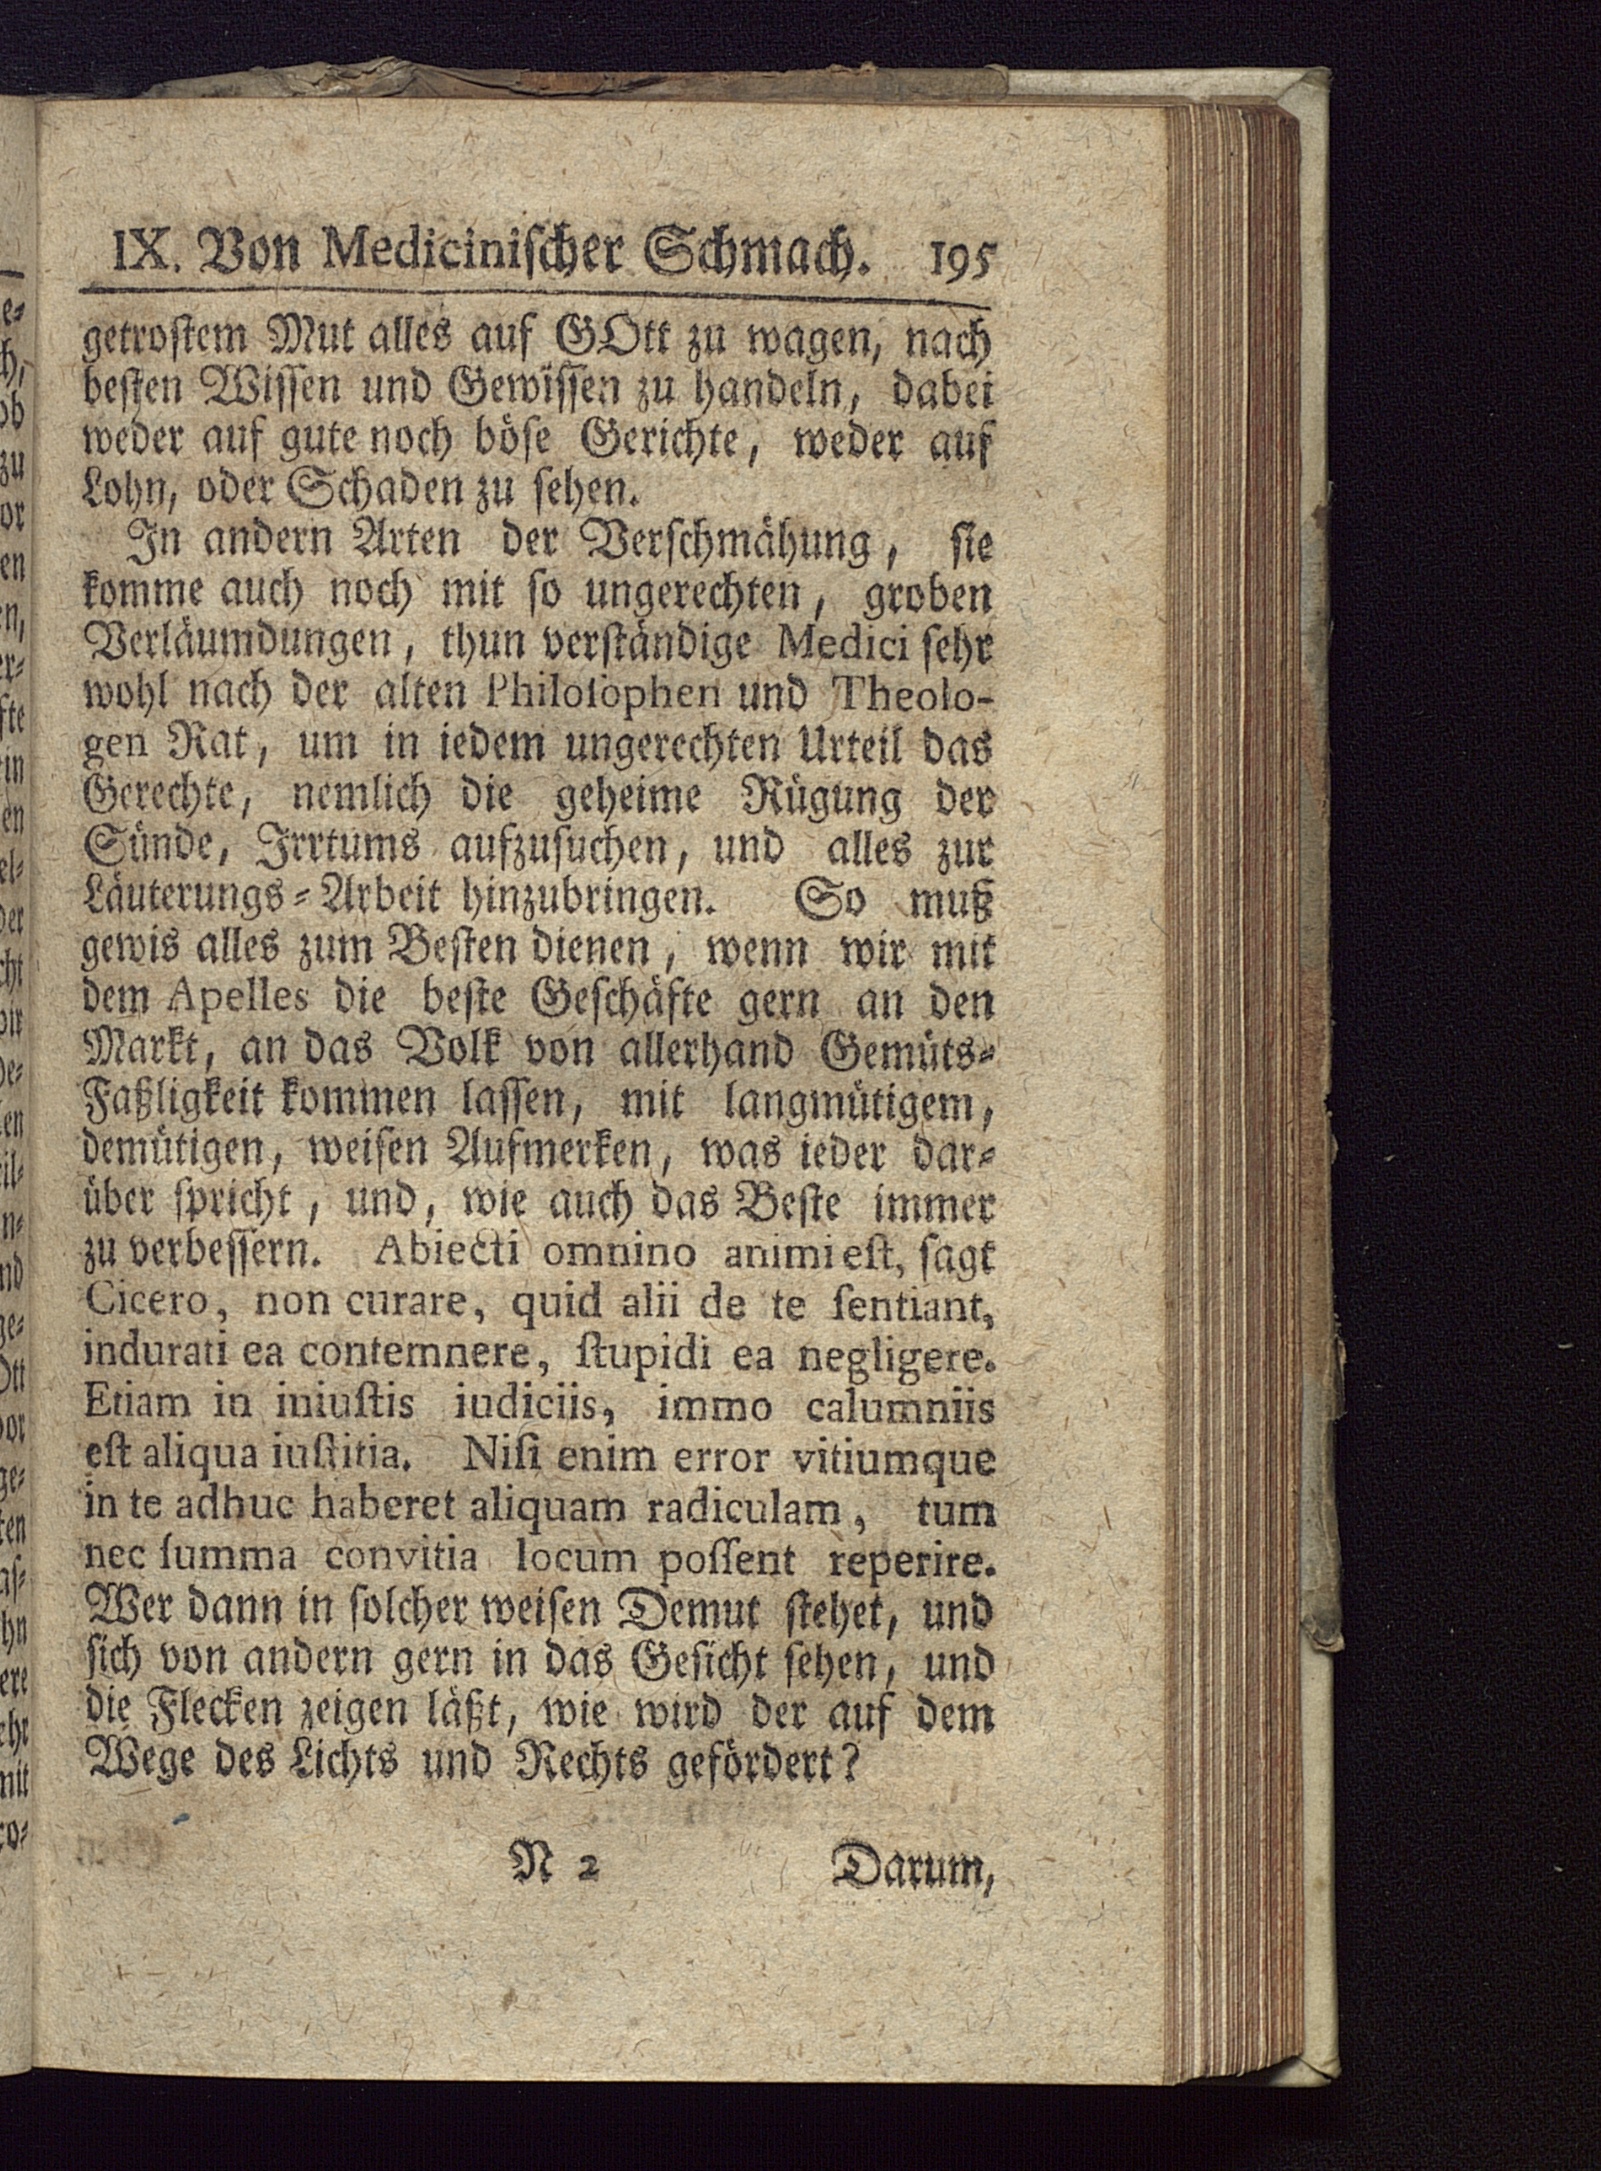 IX. Von Medicinischer Schmach. 195
getrostem Mut alles auf GOtt zu wagen, nach
besten Wissen und Gewissen zu handeln, dabei
weder auf gute noch böse Gerichte, weder auf
Lohn, oder Schaden zu sehen.
In andern Arten der Verschmähung, sie
komme auch noch mit so ungerechten, groben
Verläumdungen, thun verständige Medici sehr
wohl nach der alten Philosophen und Theolo-
gen Rat, um in iedem ungerechten Urteil das
Gerechte, nemlich die geheime Rügung der
Sünde, Irrtums aufzusuchen, und alles zur
Läuterungs-Arbeit hinzubringen. So muß
gewis alles zum Besten dienen, wenn wir mit
dem Apelles die beste Geschäfte gern an den
Markt, an das Volk von allerhand Gemüts-
Faßligkeit kommen lassen, mit langmütigem,
demütigen, weisen Aufmerken, was ieder dar-
über spricht, und, wie auch das Beste immer
zu verbessern. Abiecti omnino animi est, sagt
Cicero, non curare, quid alii de te sentiant,
indurati ea contemnere, stupidi ea negligere.
Etiam in iniustis iudiciis, immo calumniis
est aliqua iustitia. Nisi enim error vitiumque
in te adhuc haberet aliquam radiculam, tum
nec summa convitia locum possent reperire.
Wer dann in solcher weisen Demut stehet, und
sich von andern gern in das Gesicht sehen, und
die Flecken zeigen läßt, wie wird der auf dem
Wege des Lichts und Rechts gefördert?
N 2 Darum,